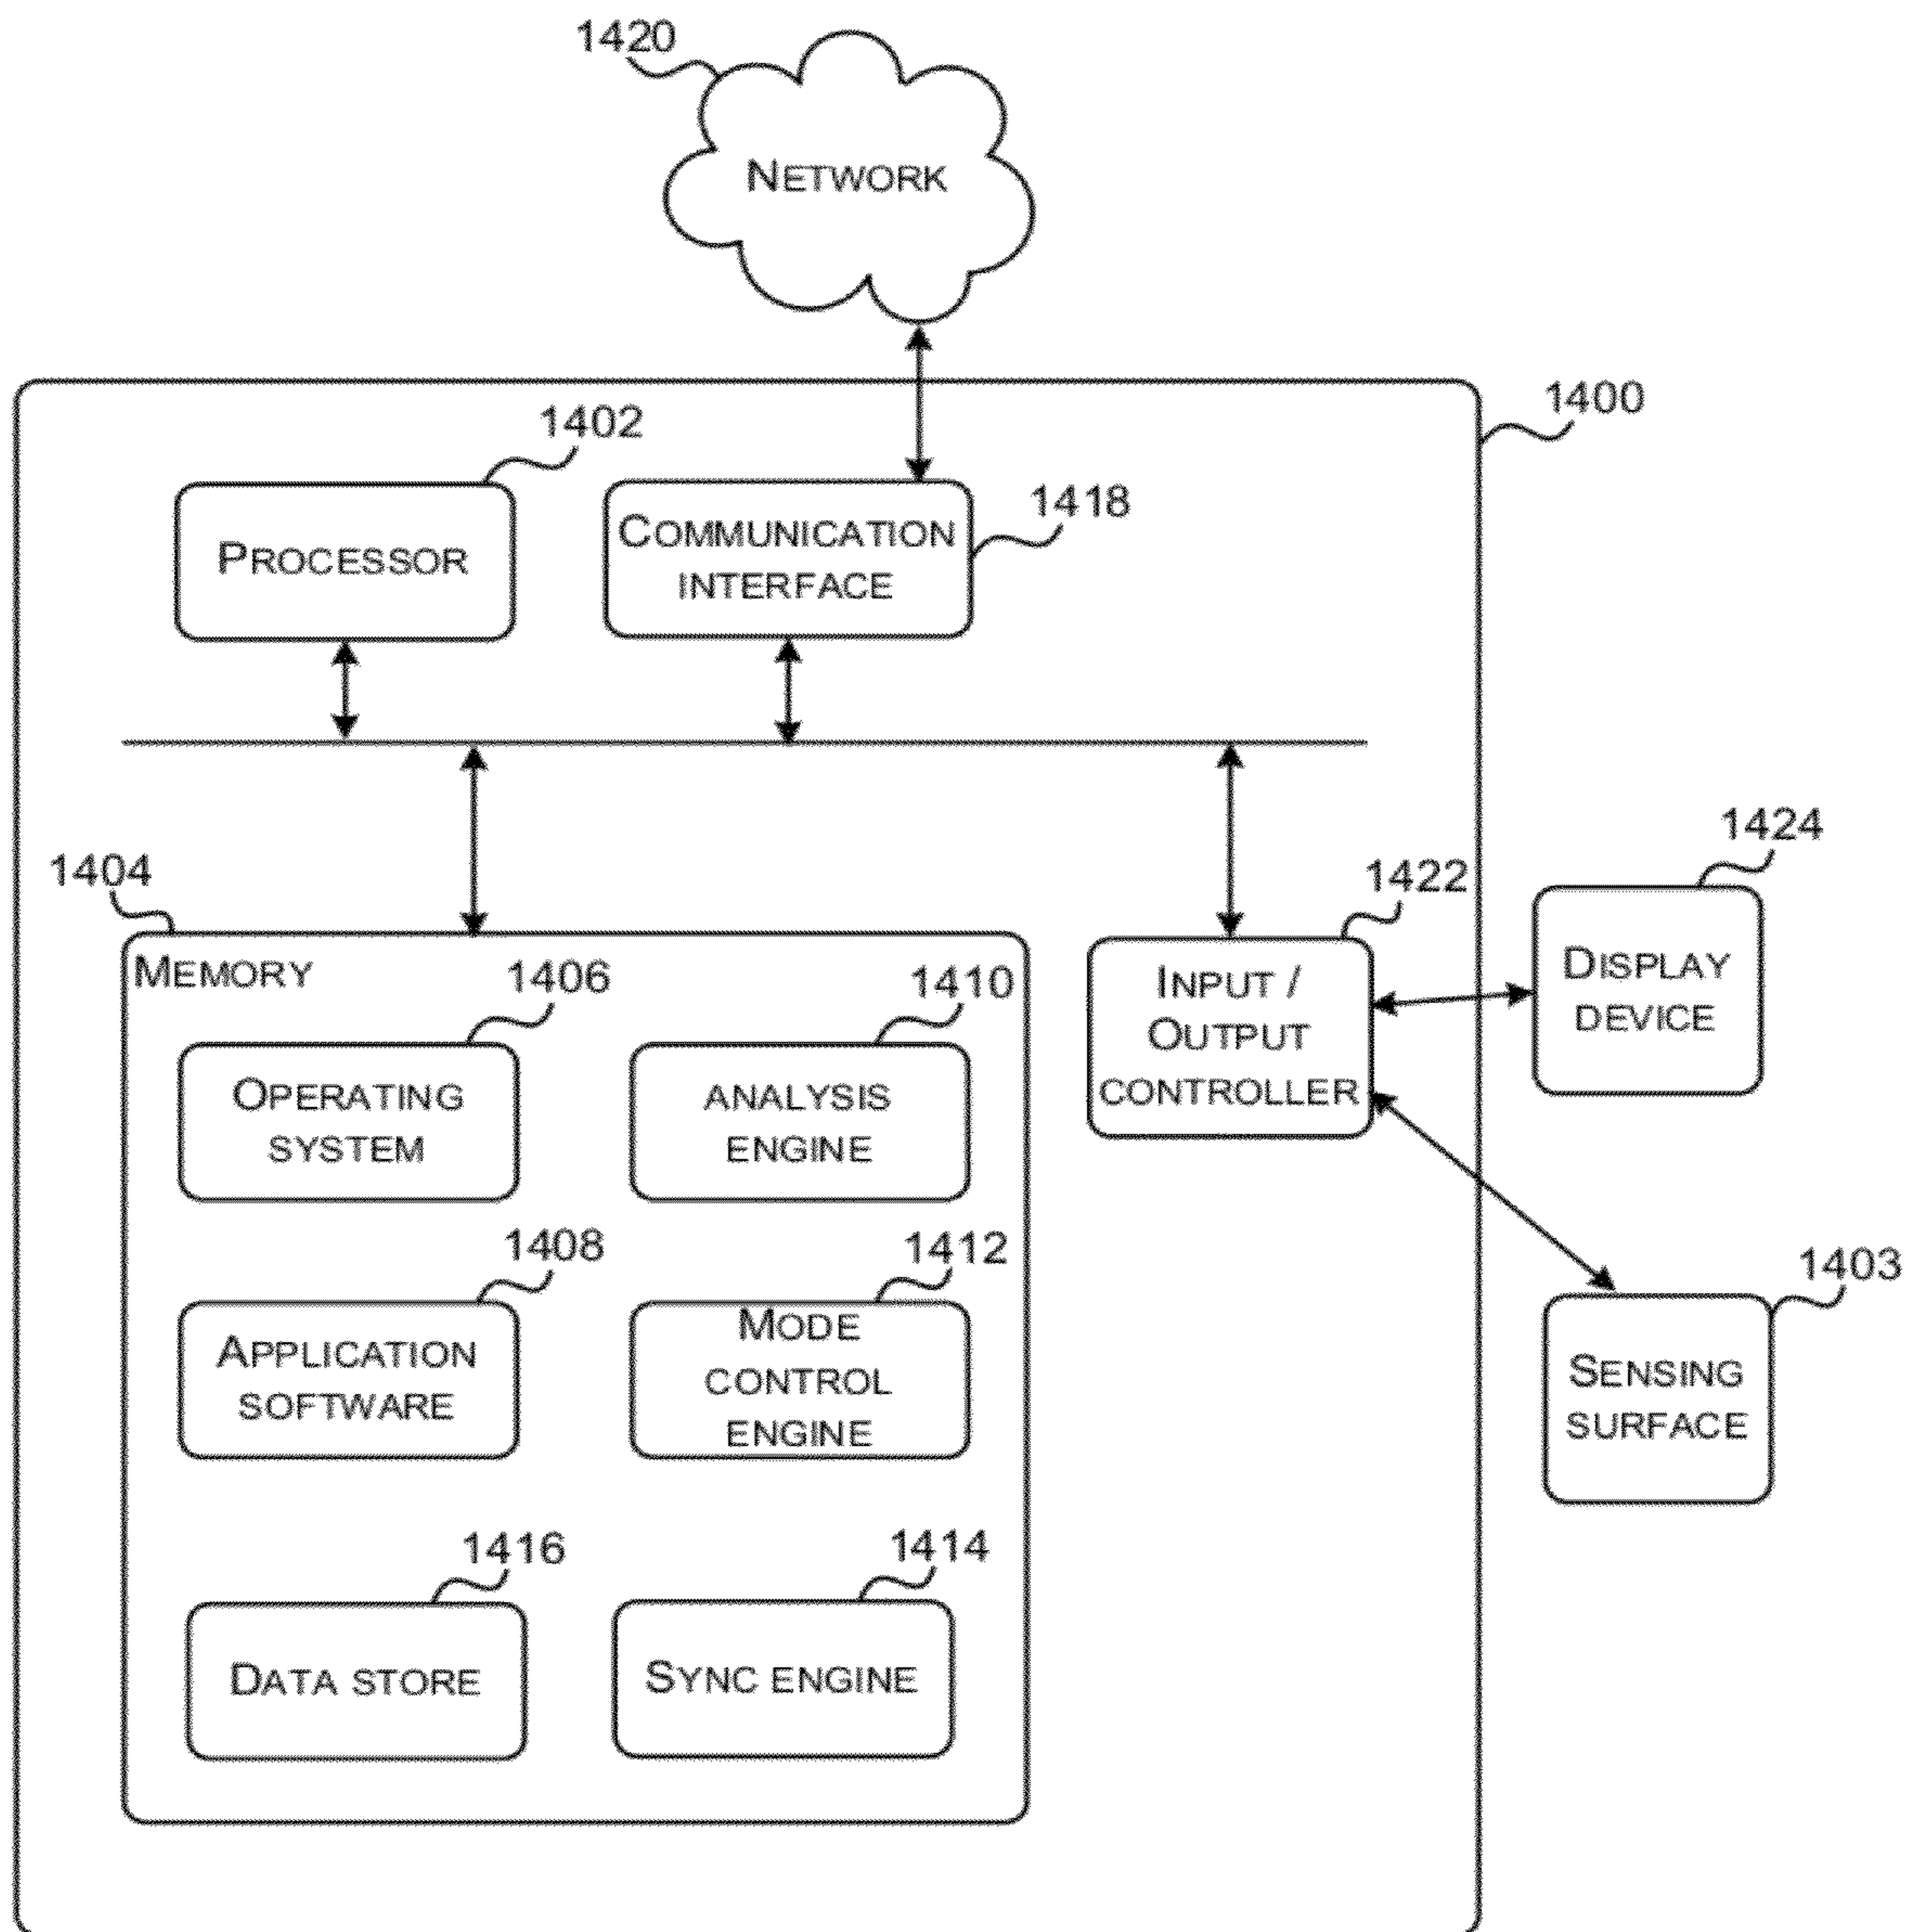 1420
NETWORK
1400
1402
PROCESSOR
COMMUNICATION
INTERFACE
1418
1404
MEMORY
1406
OPERATING
SYSTEM
1410
ANALYSIS
ENGINE
1422
INPUT /
OUTPUT
CONTROLLER
1424
DISPLAY
DEVICE
1408
APPLICATION
SOFTWARE
1412
MODE
CONTROL
ENGINE
1403
SENSING
SURFACE
1416
DATA STORE
1414
SYNC ENGINE